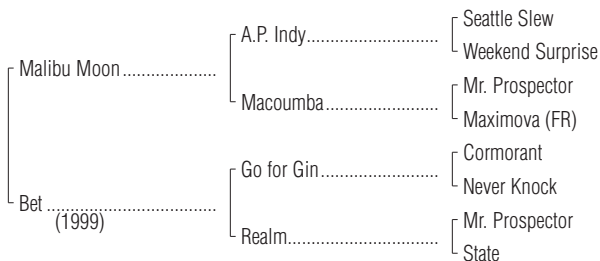 Seattle Slew
A.P. Indy
Weekend Surprise
Malibu Moon
Mr. Prospector
Macoumba
Maximova (FR)
Cormorant
Go for Gin
Never Knock
Bet
(1999)
Mr. Prospector
Realm
State